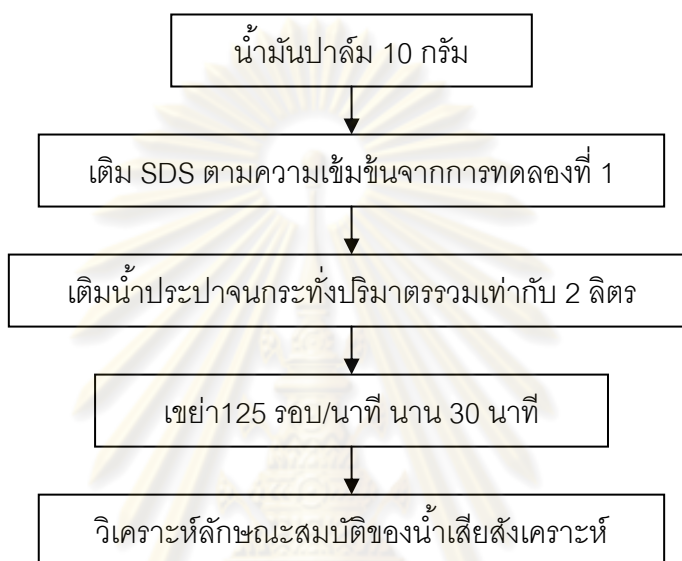 น้ำมันปาล์ม 10 กรัม
เติม SDS ตามความเข้มข้นจากการทดลองที่ 1
เติมน้ำประปาจนกระทั่งปริมาตรรวมเท่ากับ 2 ลิตร
เขย่า125 รอบ/นาที นาน 30 นาที
วิเคราะห์ลักษณะสมบัติของน้ำเสียสังเคราะห์